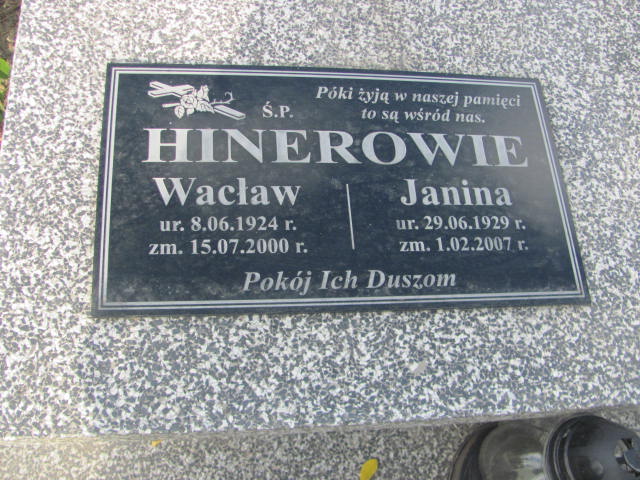 Póki żyją w naszej pamięci
to są wśród nas.
Ś.P.
HINEROWIE
Wacław
ur. 8.06.1924 r.
zm. 15.07.2000 r.
Janina
ur. 29.06.1929 r.
zm. 1.02.2007 r.
Pokój Ich Duszom